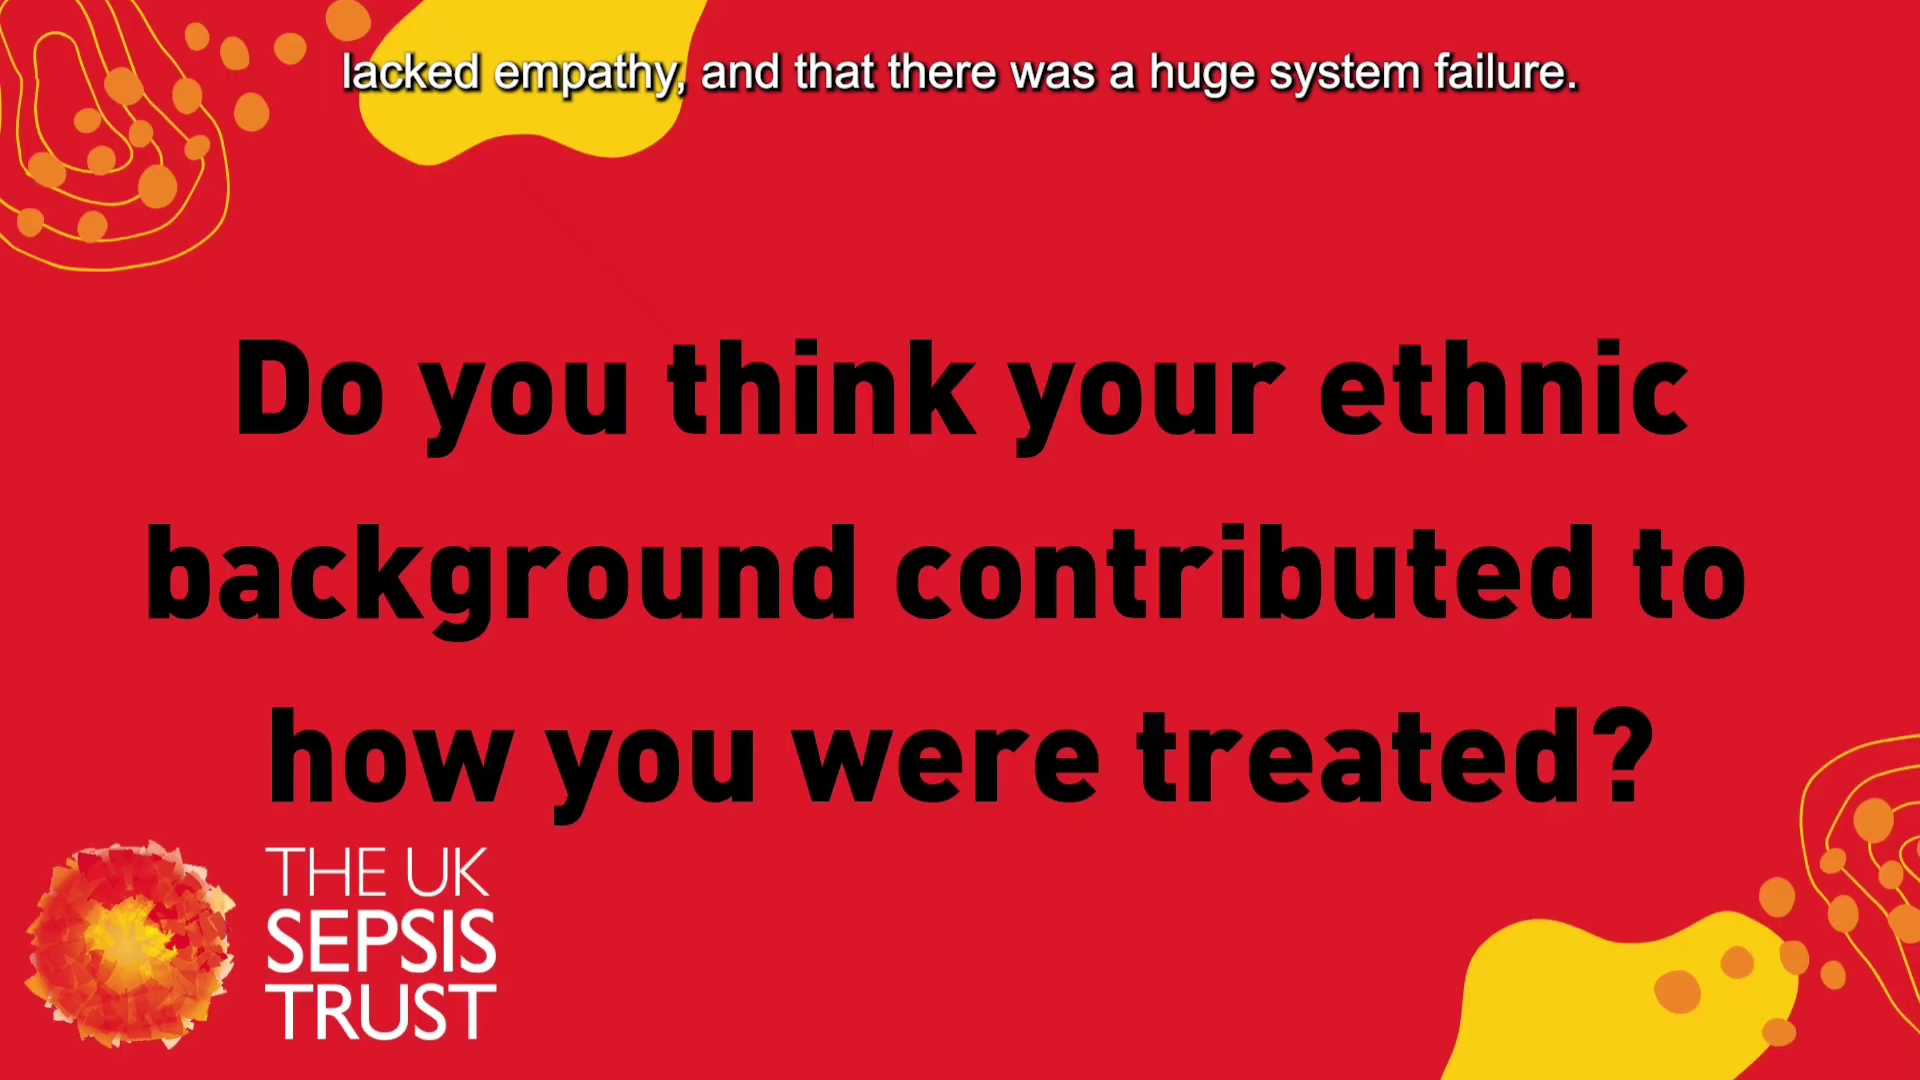 lacked empathy, and that there was a huge system failure.
Do you think your ethnic
background contributed to
how you were treated?
THE UK
SEPSIS
TRUST